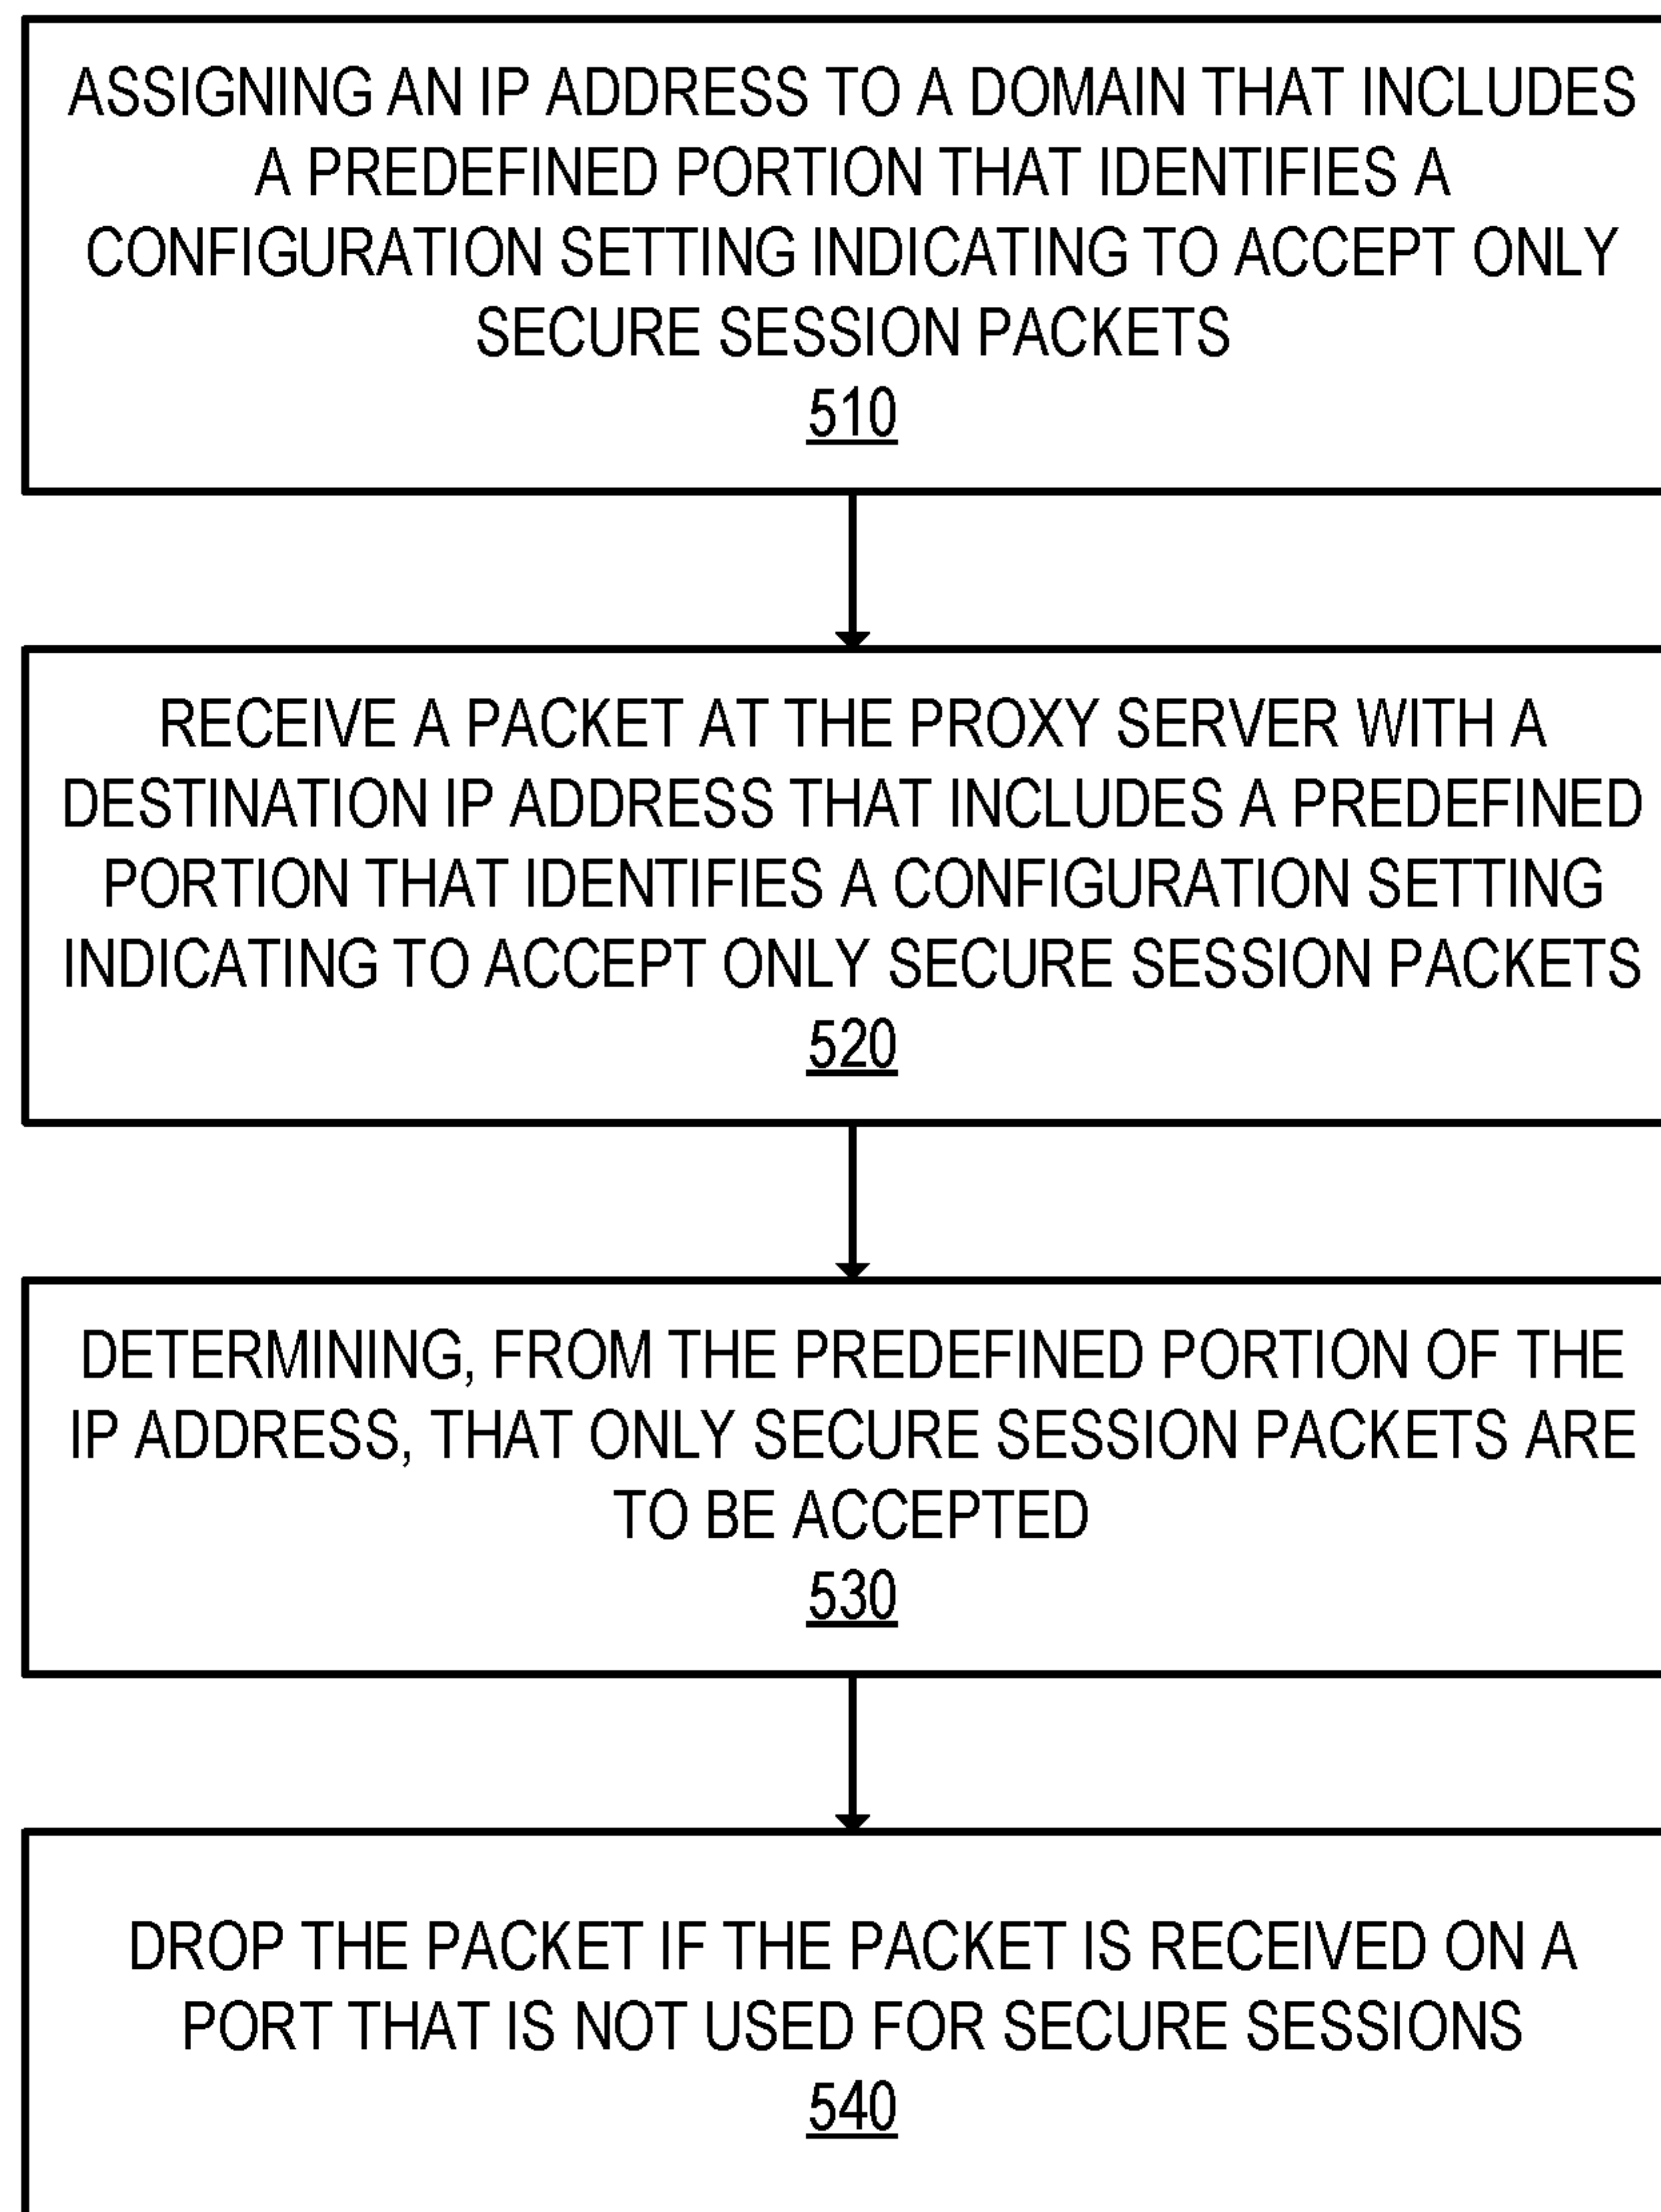 ASSIGNING AN IP ADDRESS TO A DOMAIN THAT INCLUDES
A PREDEFINED PORTION THAT IDENTIFIES A
CONFIGURATION SETTING INDICATING TO ACCEPT ONLY
SECURE SESSION PACKETS
510
RECEIVE A PACKET AT THE PROXY SERVER WITH A
DESTINATION IP ADDRESS THAT INCLUDES A PREDEFINED
PORTION THAT IDENTIFIES A CONFIGURATION SETTING
INDICATING TO ACCEPT ONLY SECURE SESSION PACKETS
520
DETERMINING, FROM THE PREDEFINED PORTION OF THE
IP ADDRESS, THAT ONLY SECURE SESSION PACKETS ARE
TO BE ACCEPTED
530
DROP THE PACKET IF THE PACKET IS RECEIVED ON A
PORT THAT IS NOT USED FOR SECURE SESSIONS
540